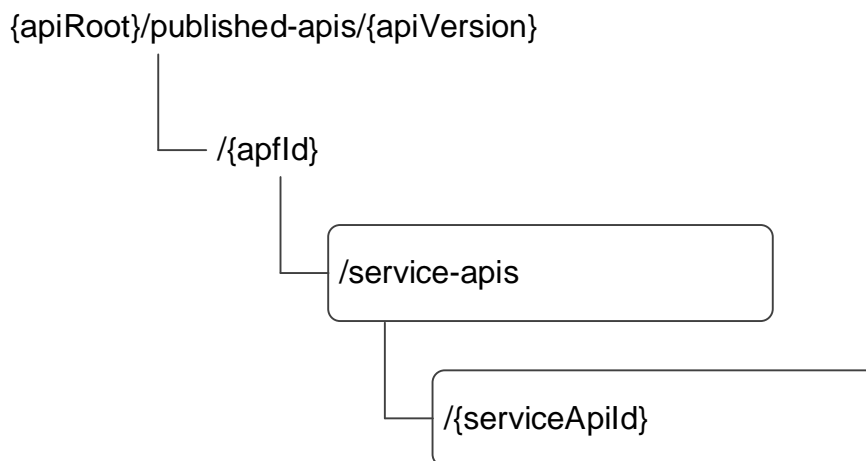 {apiRoot}/published-apis/{apiVersion}
/{apfId}
/service-apis
/{serviceApiId}